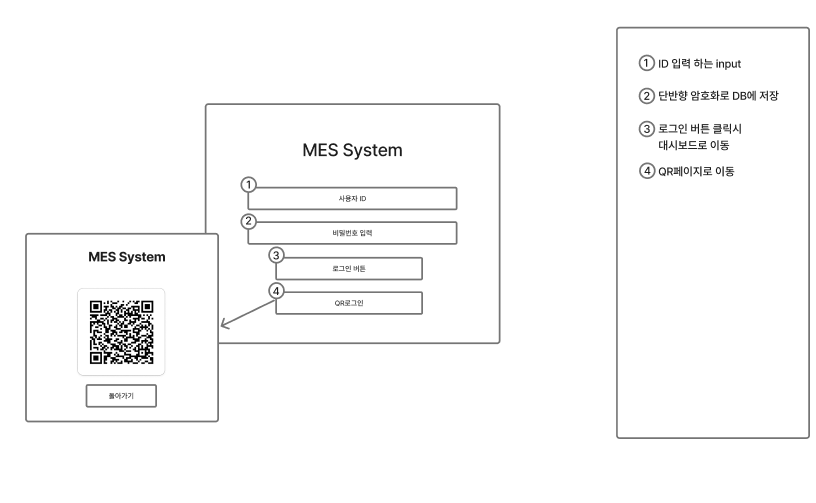 MES System
1
사용자 ID
2
비밀번호 입력
3
로그인 버튼
4
QR로그인
MES System
돌아가기
1 ID 입력 하는 input
2 단반향 암호화로 DB에 저장
3 로그인 버튼 클릭시
대시보드로 이동
4 QR페이지로 이동